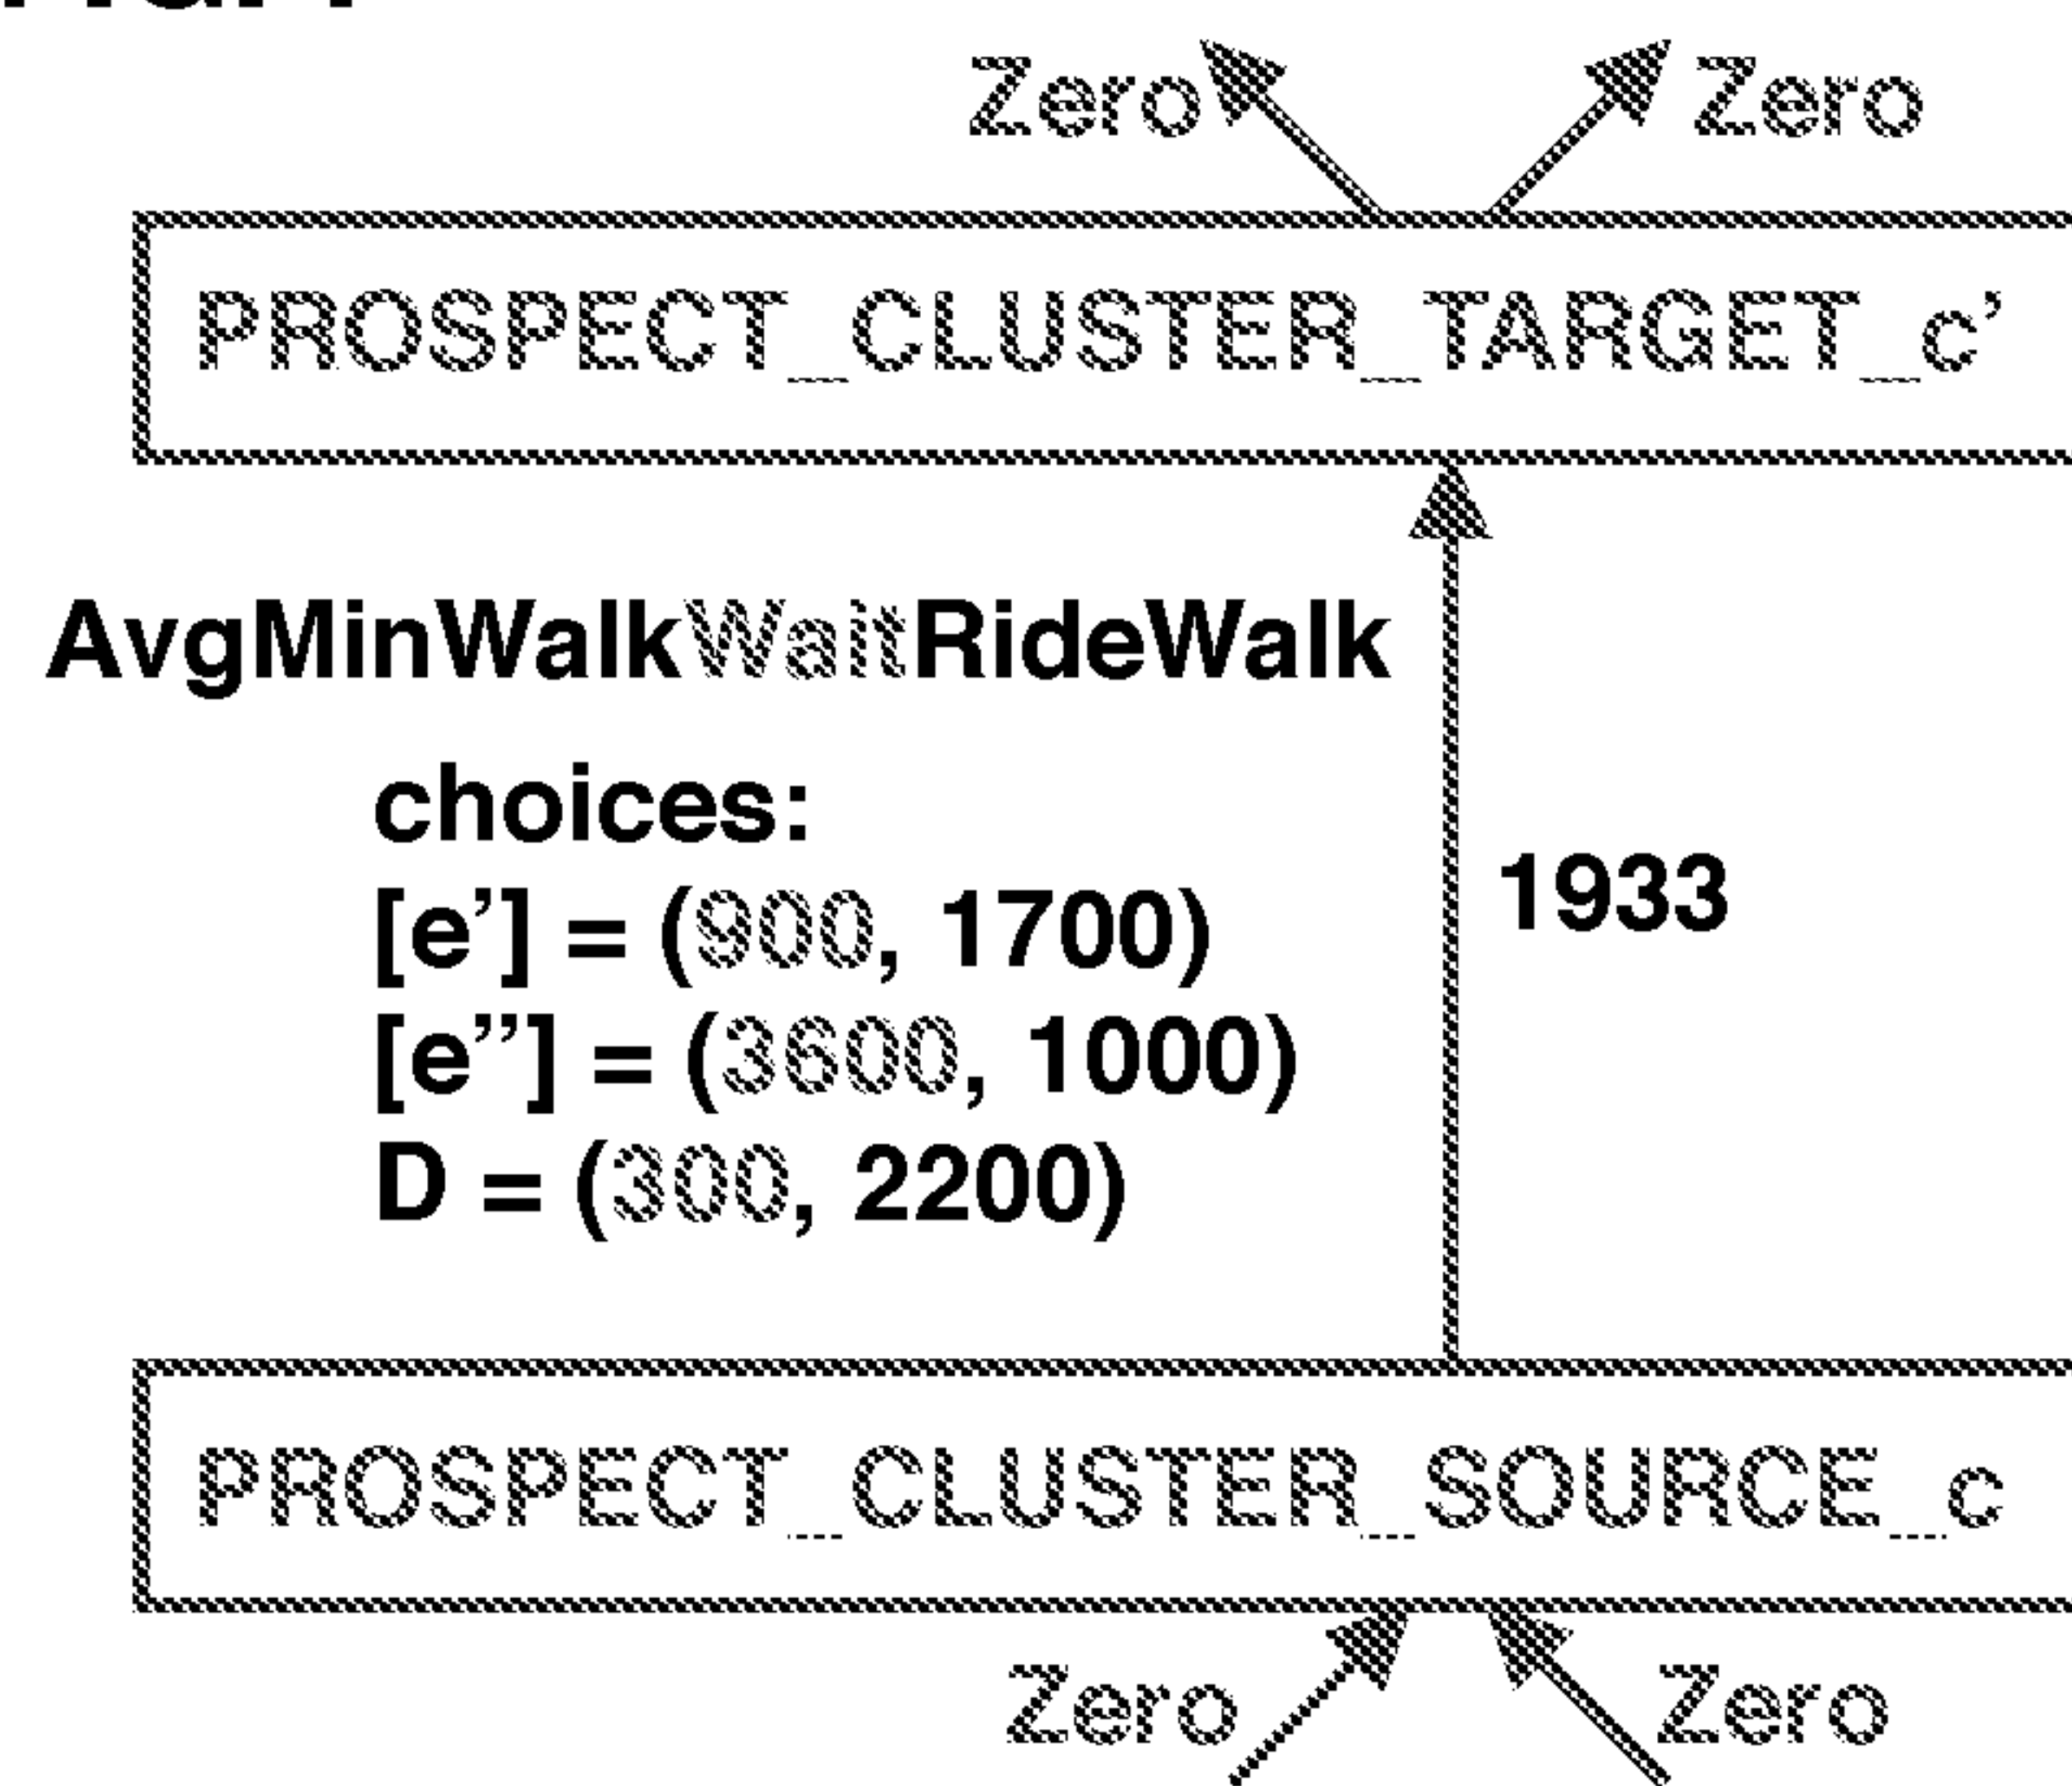 Zero Zero
PROSPECT_CLUSTER_TARGET_c’
AvgMinWalkWaitRideWalk
choices:
[e’] = (900, 1700)
1933
[e’’] = (3600, 1000)
D = (300, 2200)
PROSPECT_CLUSTER_SOURCE_c
Zero Zero